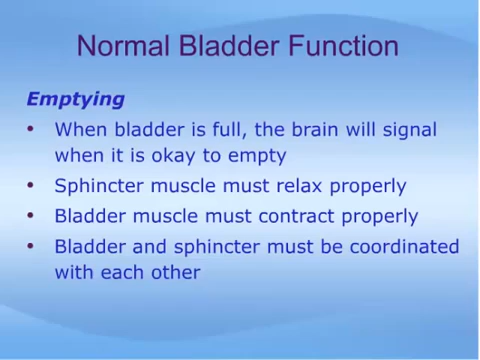 Normal Bladder Function
Emptying
• When bladder is full, the brain will signal
when it is okay to empty
• Sphincter muscle must relax properly
• Bladder muscle must contract properly
• Bladder and sphincter must be coordinated
with each other